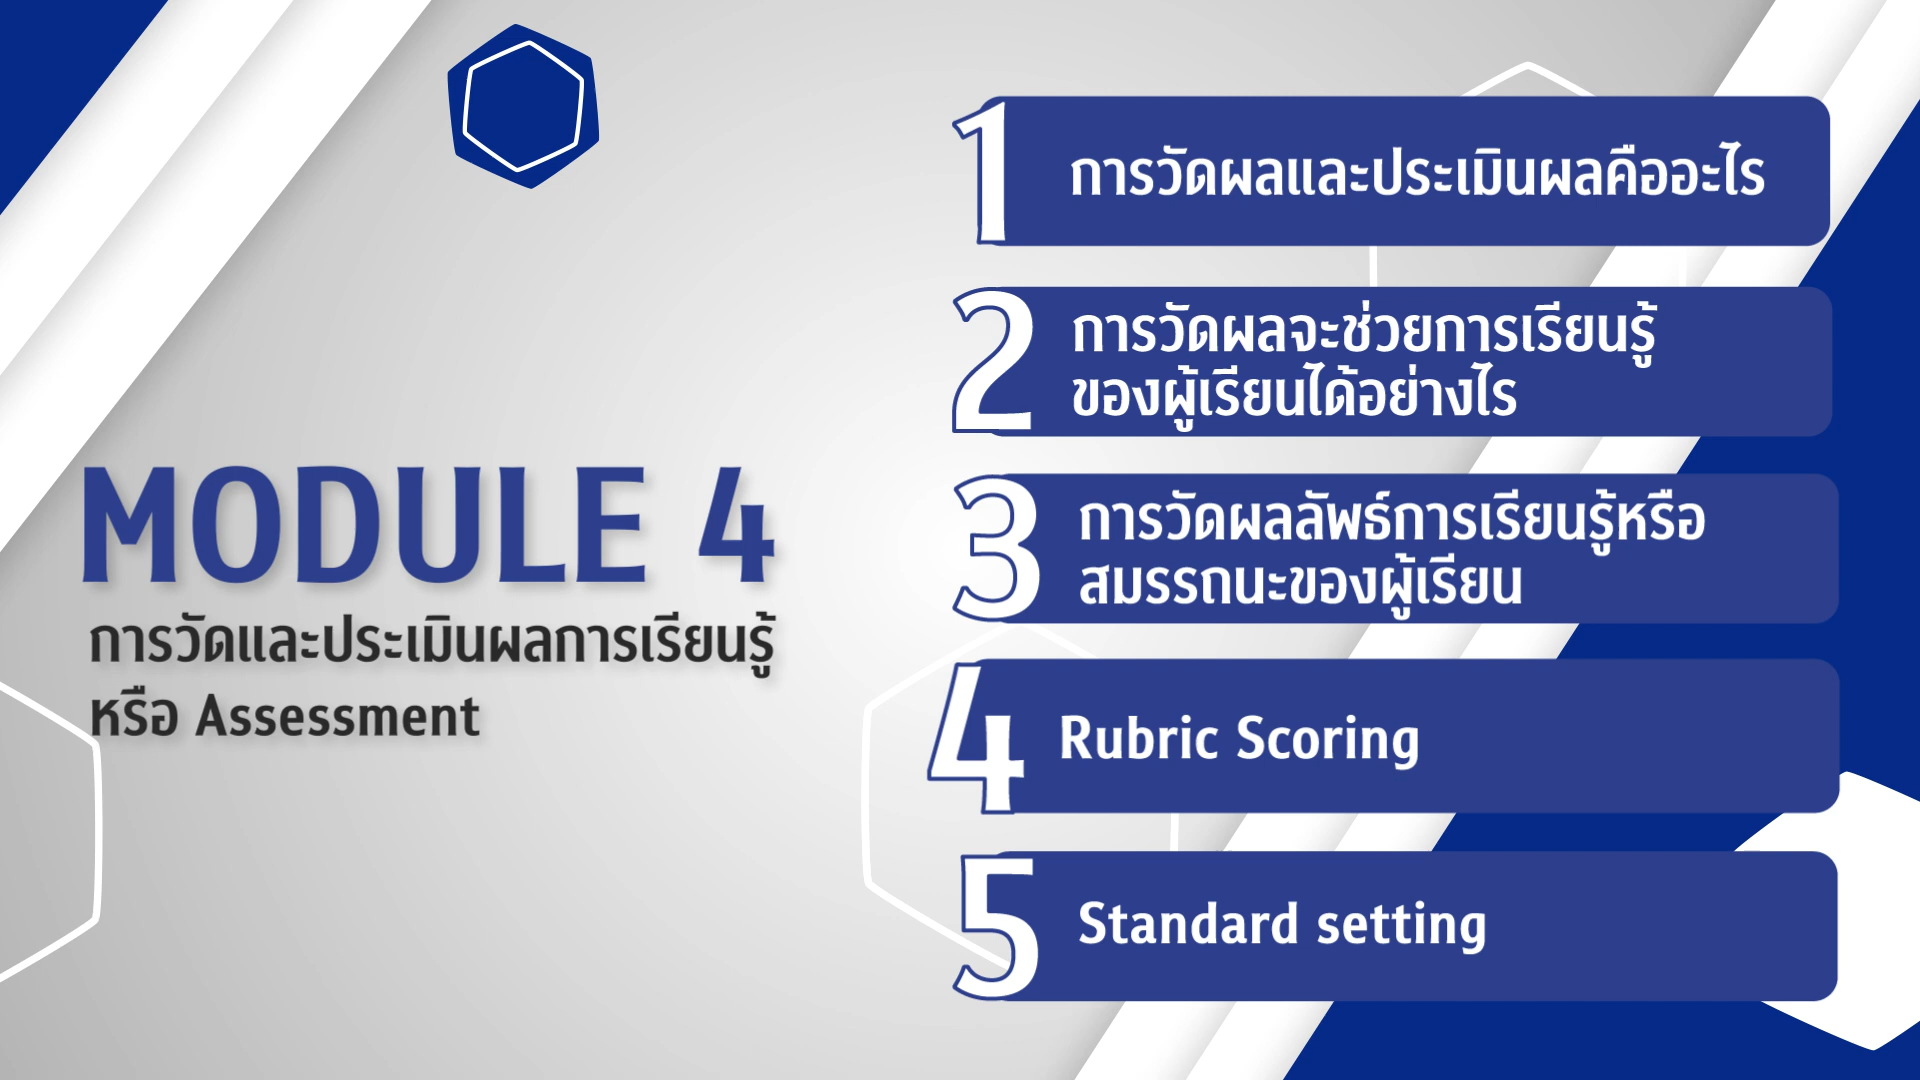 MODULE 4
การวัดและประเมินผลการเรียนรู้
หรือ Assessment
1
การวัดผลและประเมินผลคืออะไร
2
การวัดผลจะช่วยการเรียนรู้
ของผู้เรียนได้อย่างไร
3
การวัดผลลัพธ์การเรียนรู้หรือ
สมรรถนะของผู้เรียน
4
Rubric Scoring
5
Standard setting